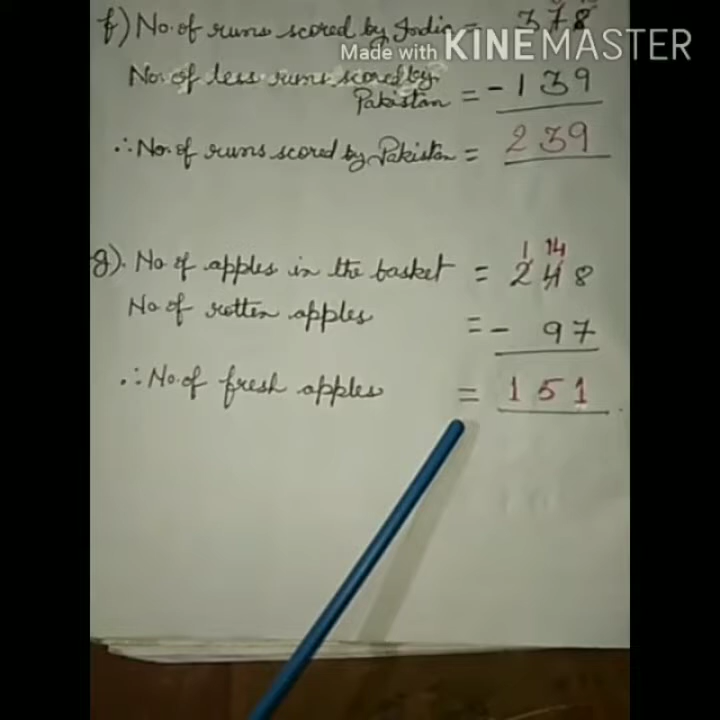 f) No. of runs scored by India = 378
Made with KINEMASTER
No. of less runs scored by
Pakistan = - 139
∴ No. of runs scored by Pakistan = 239
1 14
g). No of apples in the basket = 248
No of rotten apples = - 97
∴ No. of fresh apples = 151